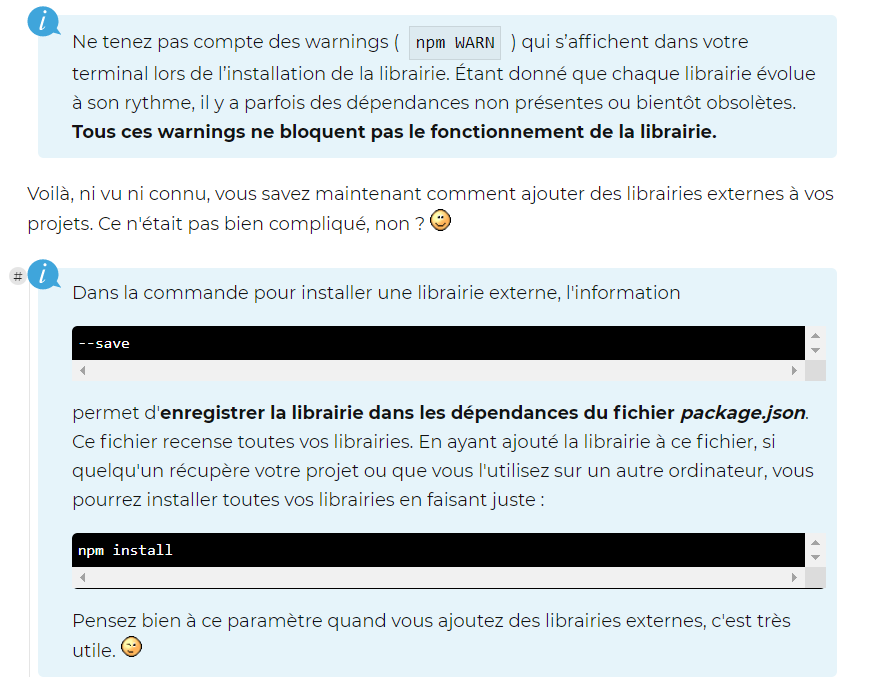 i
Ne tenez pas compte des warnings ( npm WARN ) qui s’affichent dans votre
terminal lors de l’installation de la librairie. Étant donné que chaque librairie évolue
à son rythme, il y a parfois des dépendances non présentes ou bientôt obsolètes.
Tous ces warnings ne bloquent pas le fonctionnement de la librairie.
Voilà, ni vu ni connu, vous savez maintenant comment ajouter des librairies externes à vos
projets. Ce n'était pas bien compliqué, non ?
# i
Dans la commande pour installer une librairie externe, l'information
--save
permet d'enregistrer la librairie dans les dépendances du fichier package.json.
Ce fichier recense toutes vos librairies. En ayant ajouté la librairie à ce fichier, si
quelqu'un récupère votre projet ou que vous l'utilisez sur un autre ordinateur, vous
pourrez installer toutes vos librairies en faisant juste :
npm install
Pensez bien à ce paramètre quand vous ajoutez des librairies externes, c'est très
utile.